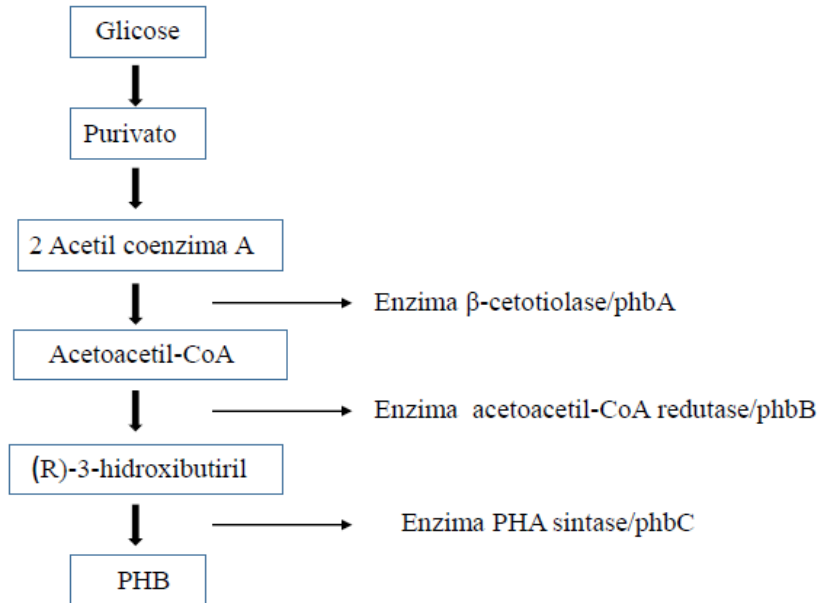 Glicose
Purivato
2 Acetil coenzima A
Enzima β-cetotiolase/phbA
Acetoacetil-CoA
Enzima acetoacetil-CoA redutase/phbB
(R)-3-hidroxibutiril
Enzima PHA sintase/phbC
PHB